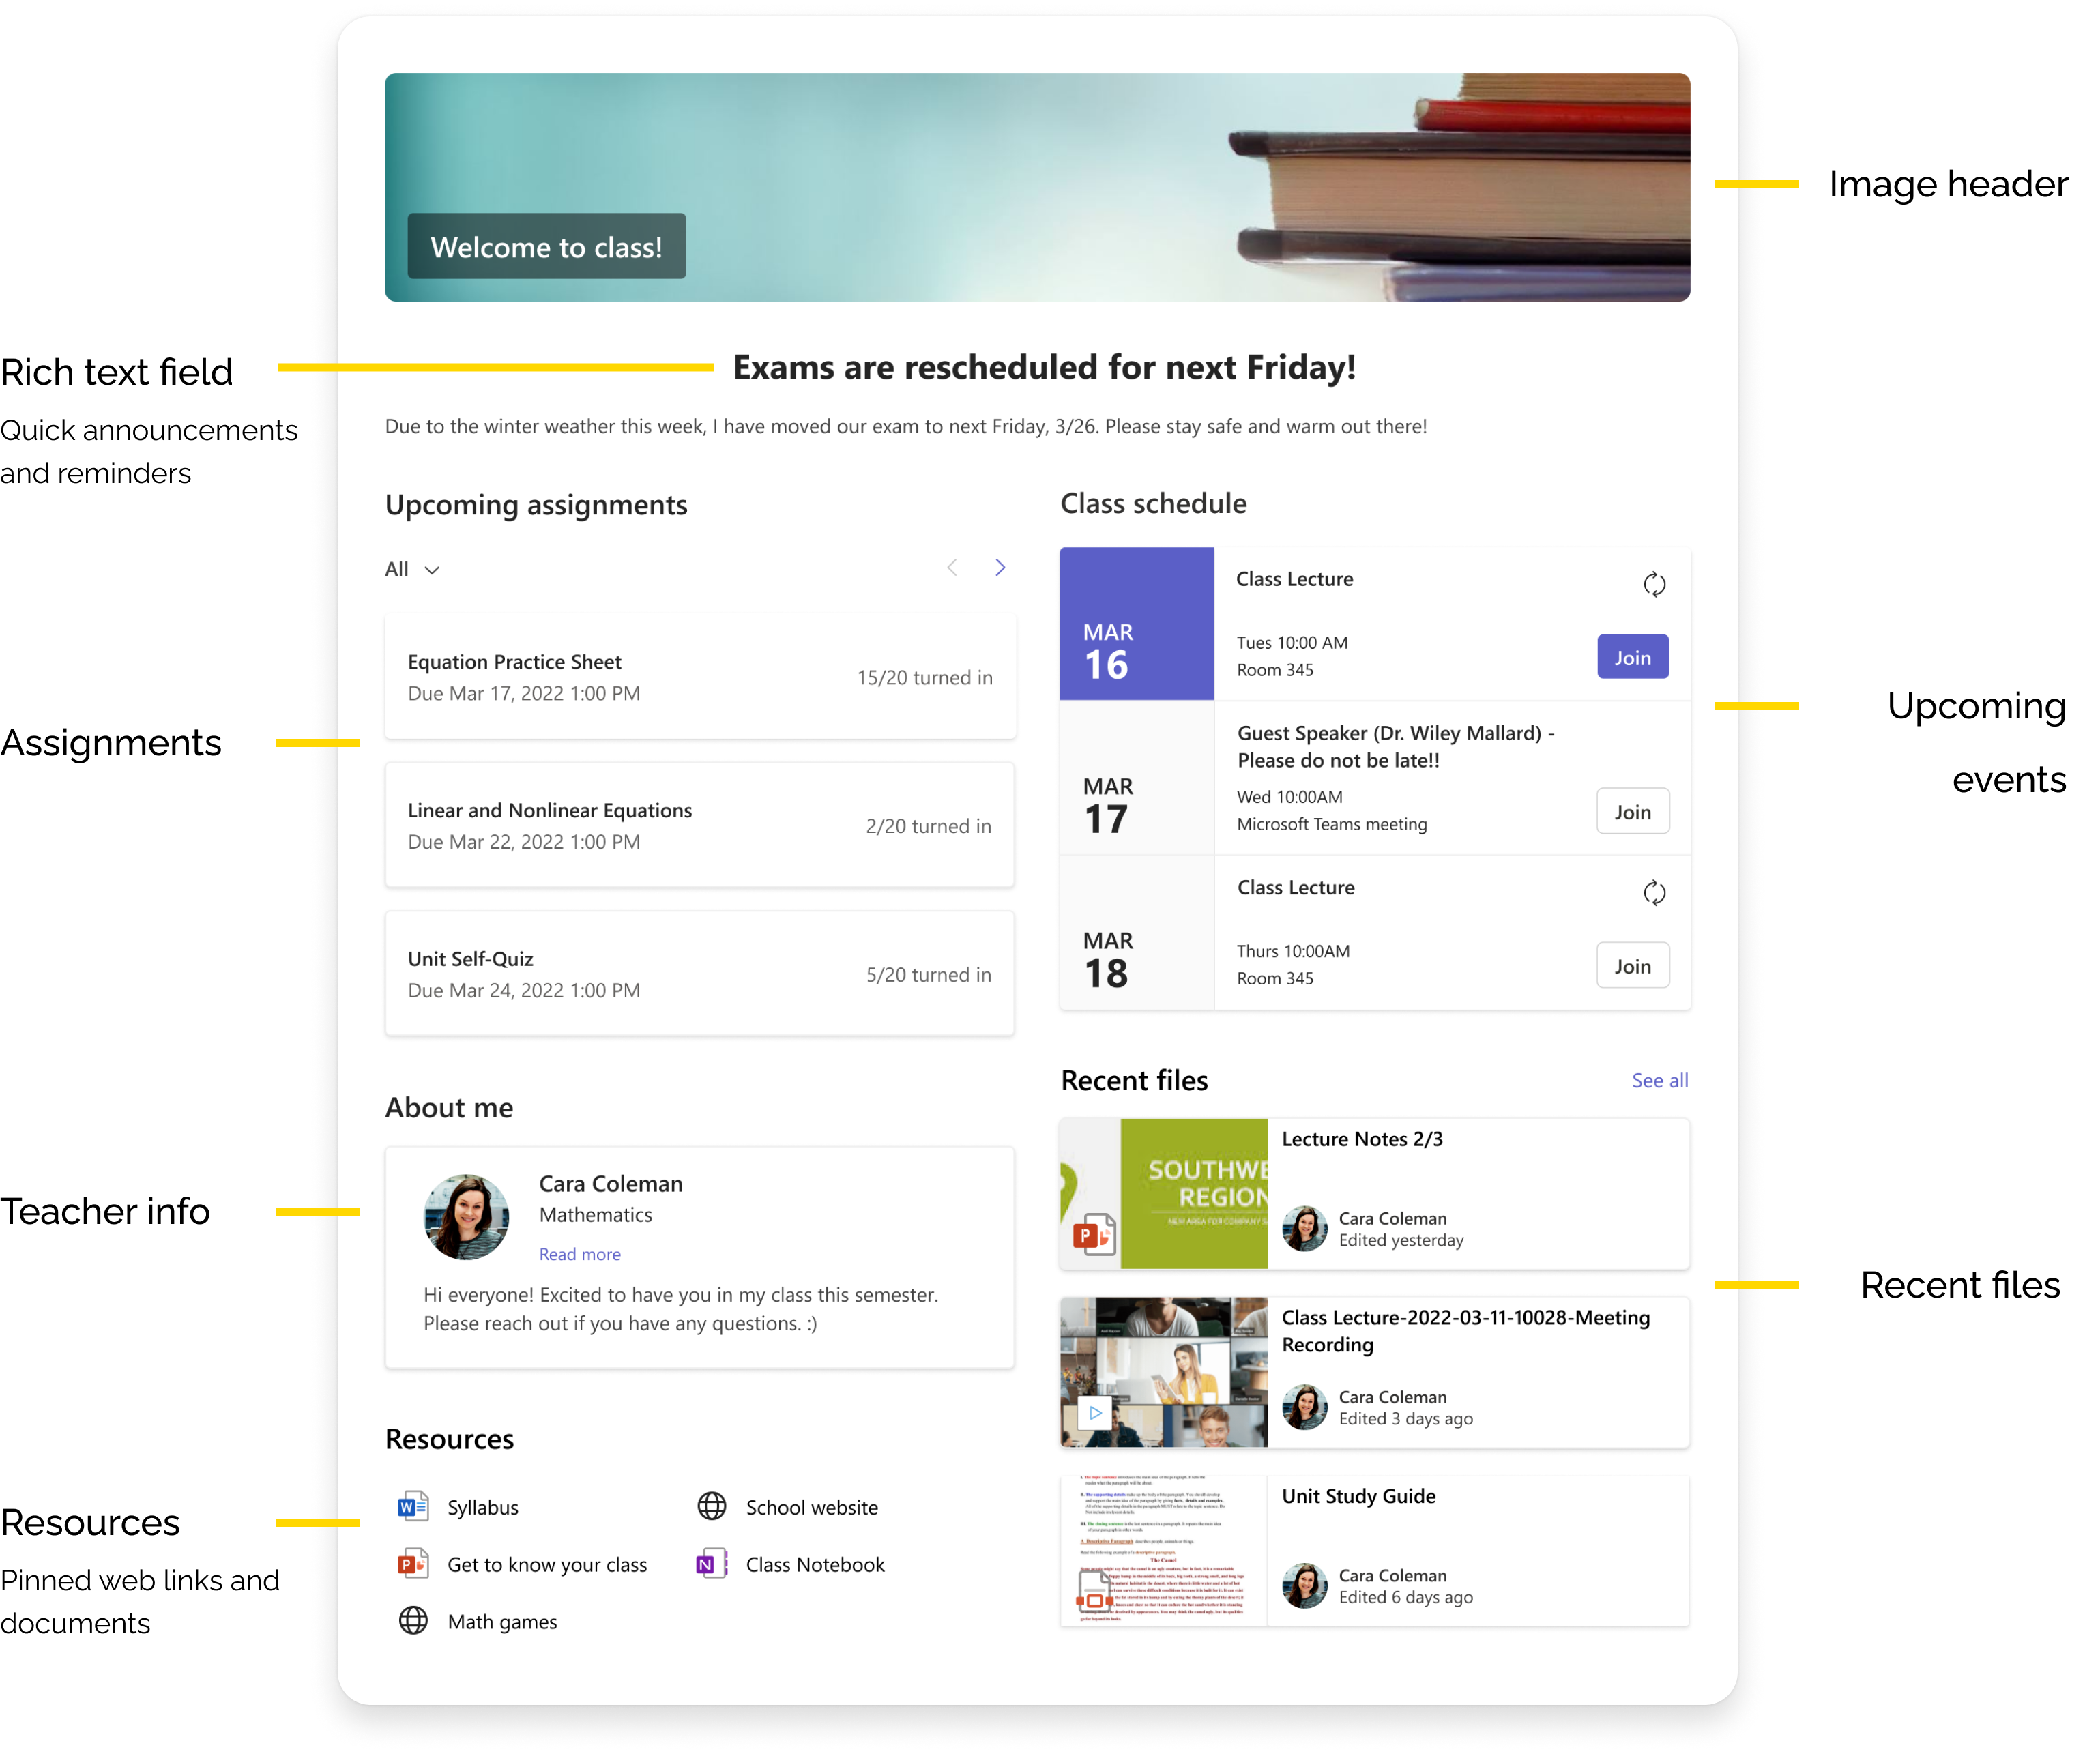 Image header
Welcome to class!
Rich text field
Quick announcements
and reminders
Exams are rescheduled for next Friday!
Due to the winter weather this week, I have moved our exam to next Friday, 3/26. Please stay safe and warm out there!
Assignments
Upcoming assignments
All
Equation Practice Sheet
Due Mar 17, 2022 1:00 PM
15/20 turned in
Linear and Nonlinear Equations
Due Mar 22, 2022 1:00 PM
2/20 turned in
Unit Self-Quiz
Due Mar 24, 2022 1:00 PM
5/20 turned in
Class schedule
MAR
16
Class Lecture
Tues 10:00 AM
Room 345
Join
MAR
17
Guest Speaker (Dr. Wiley Mallard) -
Please do not be late!!
Wed 10:00AM
Microsoft Teams meeting
Join
MAR
18
Class Lecture
Thurs 10:00AM
Room 345
Join
Upcoming
events
Teacher info
About me
Cara Coleman
Mathematics
Read more
Hi everyone! Excited to have you in my class this semester.
Please reach out if you have any questions. :)
Resources
Pinned web links and
documents
Resources
Syllabus
School website
Get to know your class
Class Notebook
Math games
Recent files
See all
SOUTHWE
REGION
NEW AREA FOR COMPANY S
P
Lecture Notes 2/3
Cara Coleman
Edited yesterday
Class Lecture-2022-03-11-10028-Meeting
Recording
Cara Coleman
Edited 3 days ago
The Camel
Unit Study Guide
Cara Coleman
Edited 6 days ago
Recent files